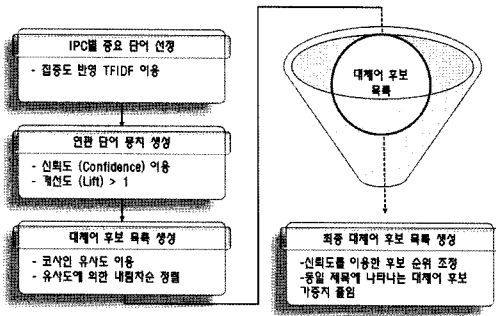 IPC별 중요 단어 선정
- 집중도 반영 TFIDF 이용
연관 단어 뭉치 생성
- 신뢰도 (Confidence) 이용
- 개선도 (Lift) > 1
대체어 후보 목록 생성
- 코사인 유사도 이용
- 유사도에 의한 내림차순 정렬
대체어 후보
목록
최종 대체어 후보 목록 생성
-신뢰도를 이용한 후보 순위 조정
-동일 제목에 나타나는 대체어 후보
가중치 줄임